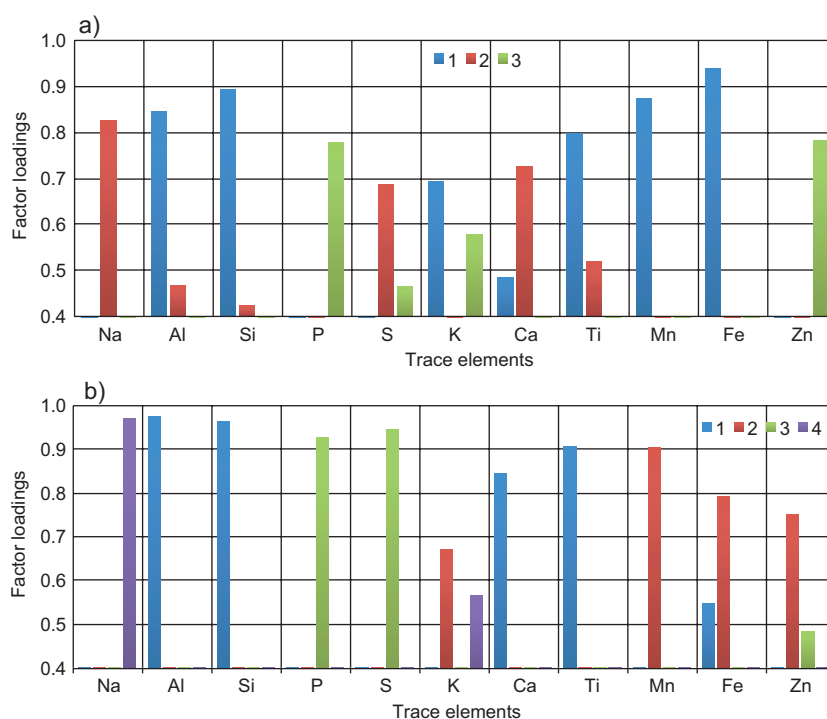 a)
1.0
1 2 3
0.9
0.8
0.7
0.6
0.5
0.4
Factor loadings
Na Al Si P S K Ca Ti Mn Fe Zn
Trace elements
b)
1.0
1 2 3 4
0.9
0.8
0.7
0.6
0.5
0.4
Factor loadings
Na Al Si P S K Ca Ti Mn Fe Zn
Trace elements